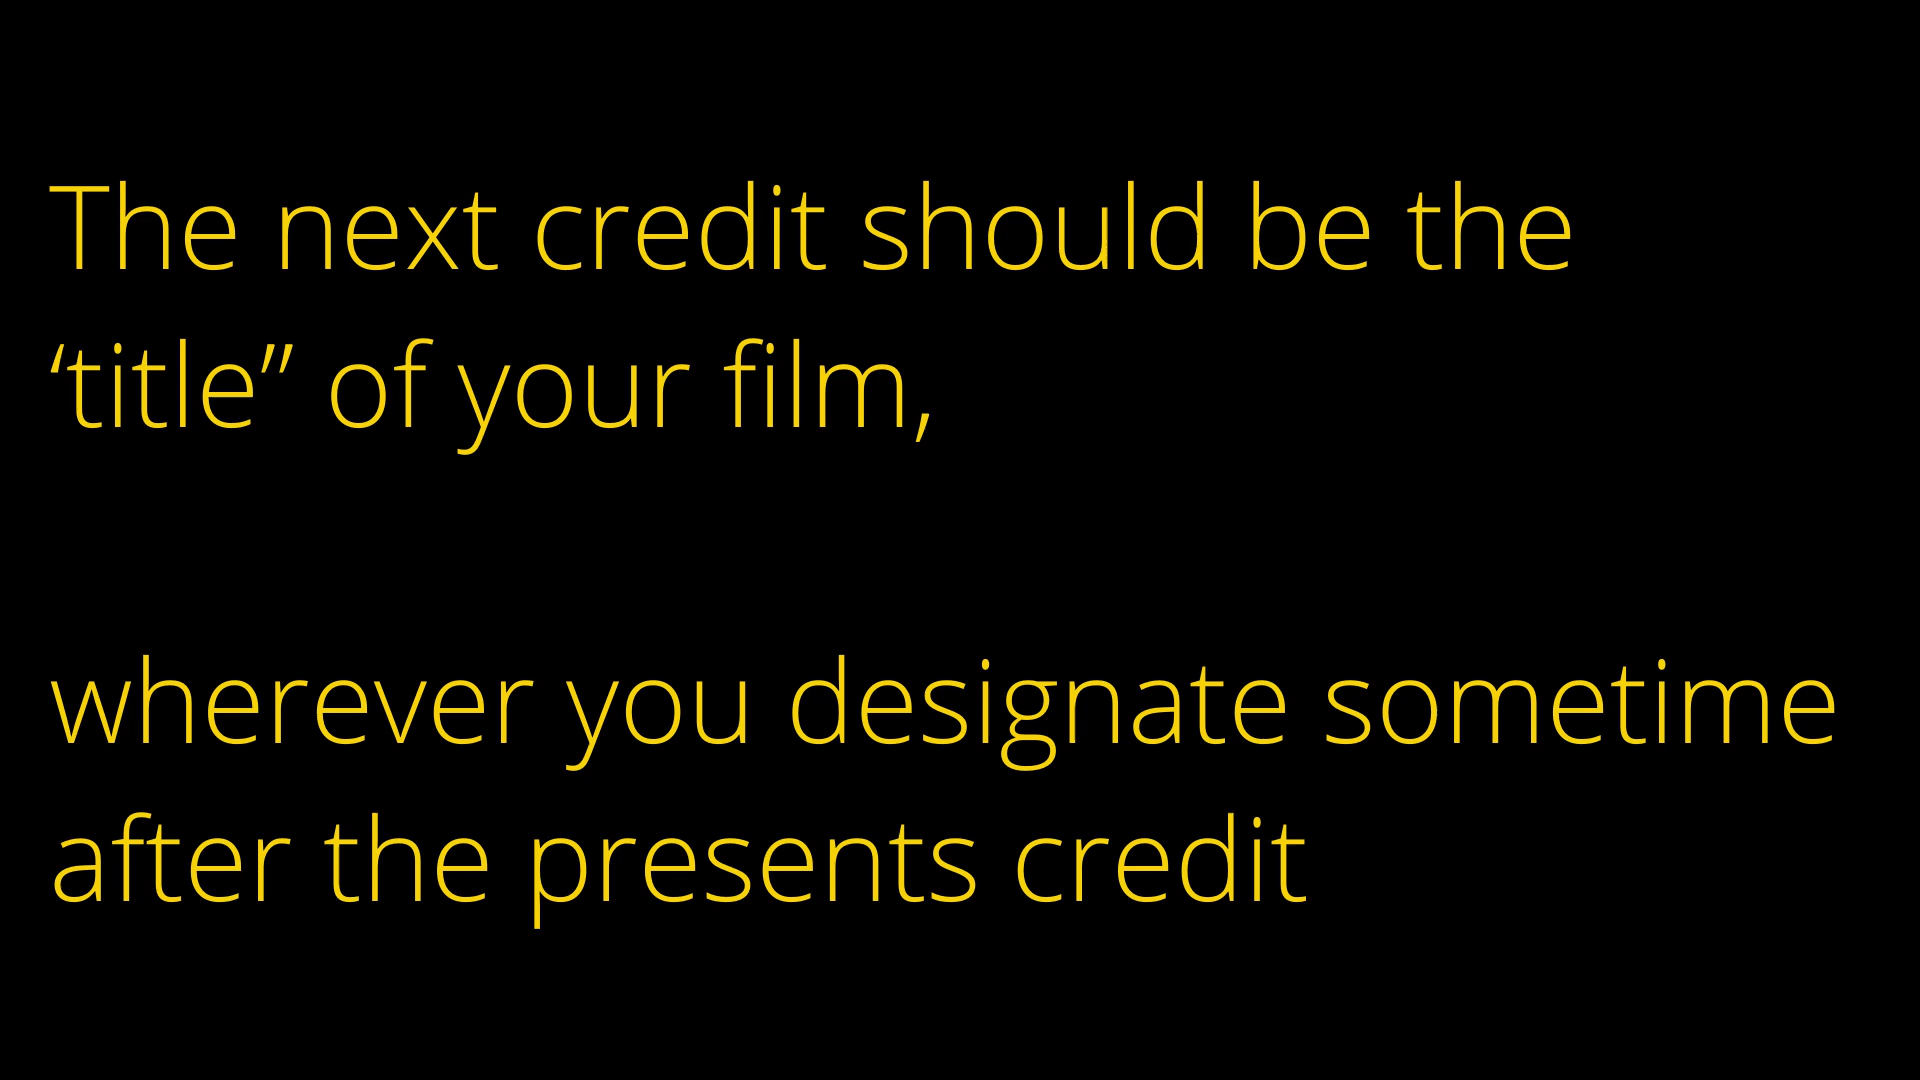 The next credit should be the
‘title” of your film,
wherever you designate sometime
after the presents credit